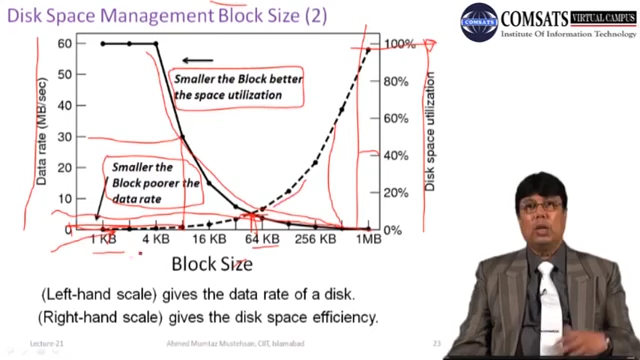 Disk Space Management Block Size (2)
COMSATS VIRTUAL CAMPUS
Institute Of Information Technology
60
50
40
30
20
10
0
Data rate (MB/sec)
100%
80%
60%
40%
20%
0%
Disk space utilization
Smaller the Block better
the space utilization
Smaller the
Block poorer the
data rate
1 KB 4 KB 16 KB 64 KB 256 KB 1MB
Block Size
(Left-hand scale) gives the data rate of a disk.
(Right-hand scale) gives the disk space efficiency.
Lecture-21 Ahmed Mumtaz Mustehsan, CIIT, Islamabad 23